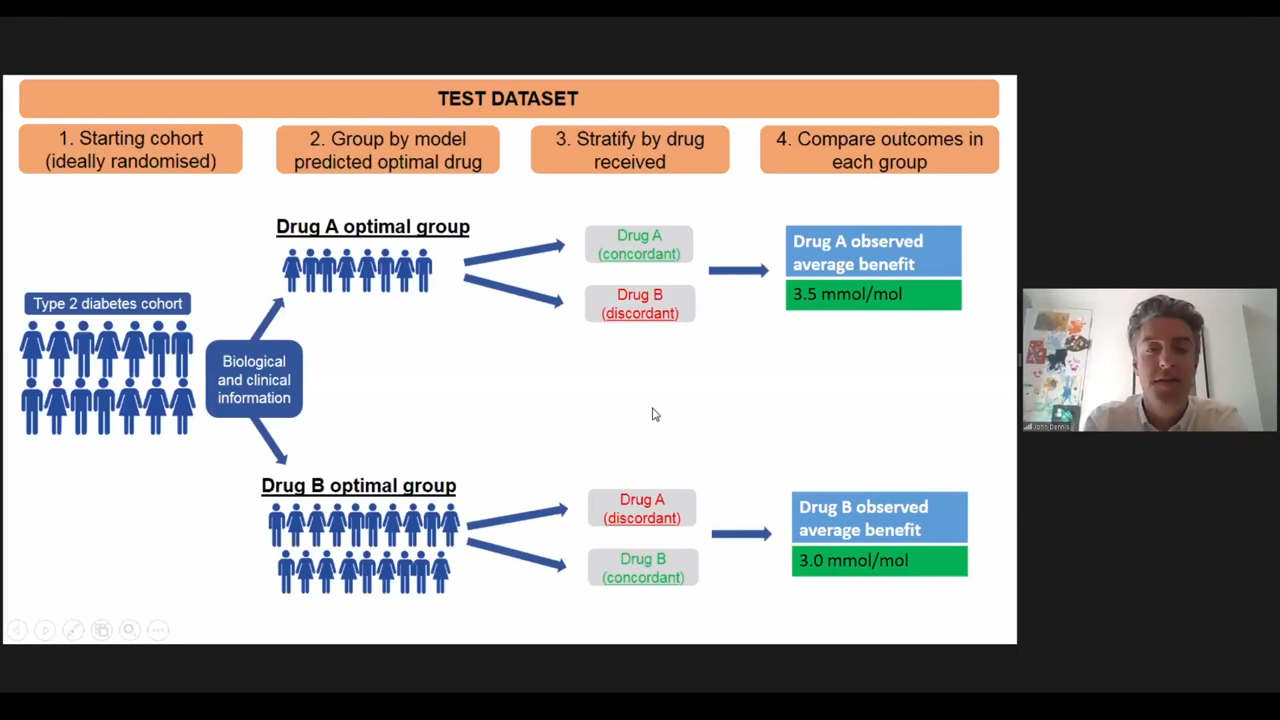 TEST DATASET
1. Starting cohort
(ideally randomised)
2. Group by model
predicted optimal drug
3. Stratify by drug
received
4. Compare outcomes in
each group
Drug A optimal group
Drug A
(concordant)
Drug B
(discordant)
Drug A observed
average benefit
3.5 mmol/mol
Type 2 diabetes cohort
Biological
and clinical
information
Drug B optimal group
Drug A
(discordant)
Drug B
(concordant)
Drug B observed
average benefit
3.0 mmol/mol
John Dennis